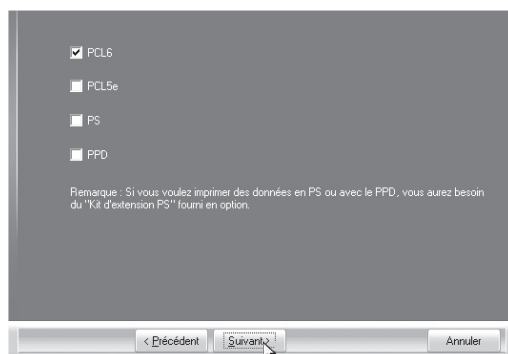 PCL6
PCL5e
PS
PPD
Remarque : Si vous voulez imprimer des données en PS ou avec le PPD, vous aurez besoin
du "Kit d'extension PS" fourni en option.
< Précédent
Suivant >
Annuler